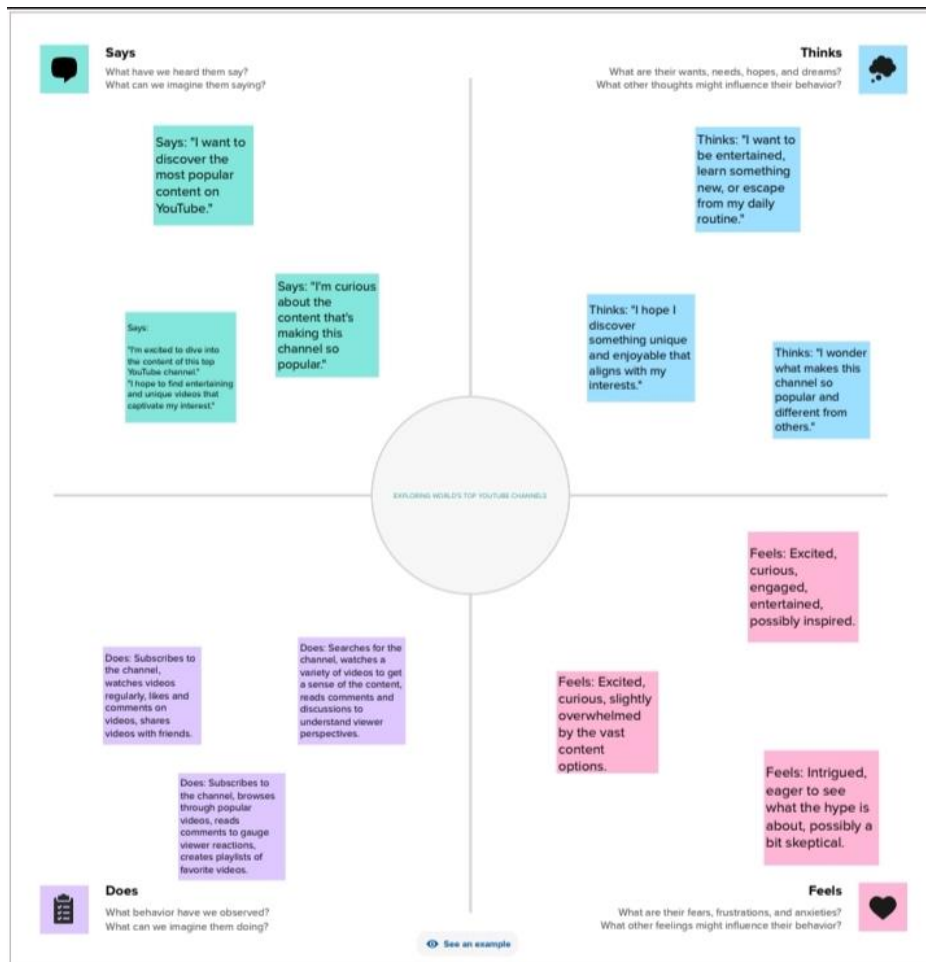 Says
What have we heard them say?
What can we imagine them saying?
Thinks
What are their wants, needs, hopes, and dreams?
What other thoughts might influence their behavior?
Says: "I want to
discover the
most popular
content on
YouTube."
Says: "I'm curious
about the
content that's
making this
channel so
popular."
Says:
"I'm excited to dive into
the content of this top
YouTube channel."
"I hope to find entertaining
and unique videos that
captivate my interest."
Thinks: "I want to
be entertained,
learn something
new, or escape
from my daily
routine."
Thinks: "I hope I
discover
something unique
and enjoyable that
aligns with my
interests."
Thinks: "I wonder
what makes this
channel so
popular and
different from
others."
EXPLORING WORLD'S TOP YOUTUBE CHANNELS
Does: Subscribes to
the channel,
watches videos
regularly, likes and
comments on
videos, shares
videos with friends.
Does: Searches for the
channel, watches a
variety of videos to get
a sense of the content,
reads comments and
discussions to
understand viewer
perspectives.
Does: Subscribes to
the channel, browses
through popular
videos, reads
comments to gauge
viewer reactions,
creates playlists of
favorite videos.
Feels: Excited,
curious,
engaged,
entertained,
possibly inspired.
Feels: Excited,
curious, slightly
overwhelmed
by the vast
content
options.
Feels: Intrigued,
eager to see
what the hype is
about, possibly a
bit skeptical.
Does
What behavior have we observed?
What can we imagine them doing?
Feels
What are their fears, frustrations, and anxieties?
What other feelings might influence their behavior?
See an example